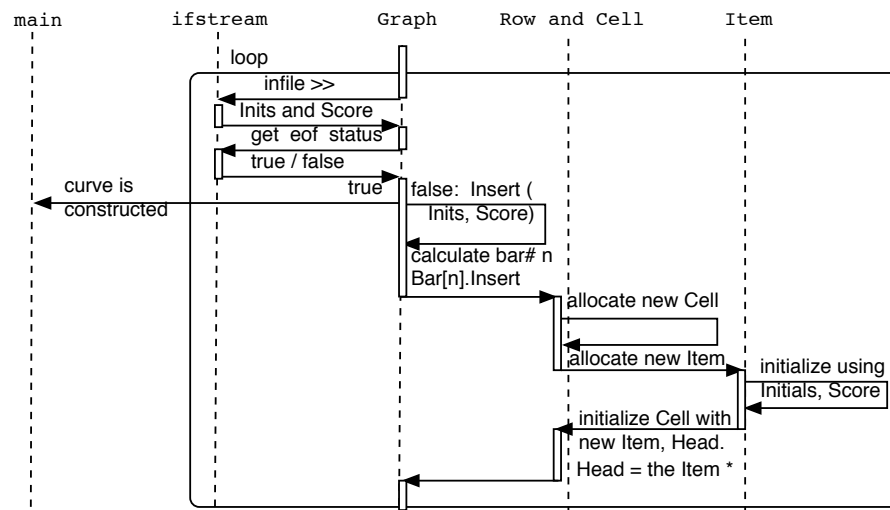 main ifstream Graph Row and Cell Item
loop
infile >>
Inits and Score
get eof status
true / false
true
curve is
constructed
false: Insert (
Inits, Score)
calculate bar# n
Bar[n].Insert
allocate new Cell
allocate new Item
initialize using
Initials, Score
initialize Cell with
new Item, Head.
Head = the Item *